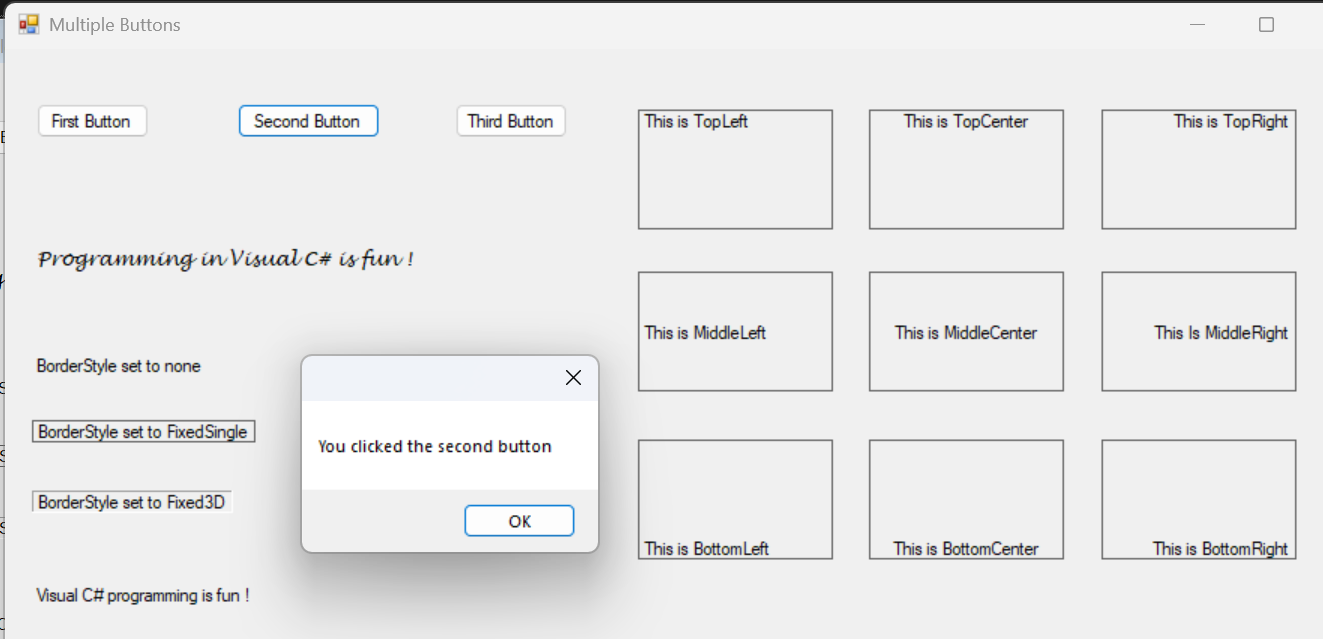 Multiple Buttons
First Button
Second Button
Third Button
This is TopLeft
This is TopCenter
This is TopRight
Programming in Visual C# is fun !
This is MiddleLeft
This is MiddleCenter
This Is MiddleRight
BorderStyle set to none
BorderStyle set to FixedSingle
BorderStyle set to Fixed3D
You clicked the second button
OK
This is BottomLeft
This is BottomCenter
This is BottomRight
Visual C# programming is fun !